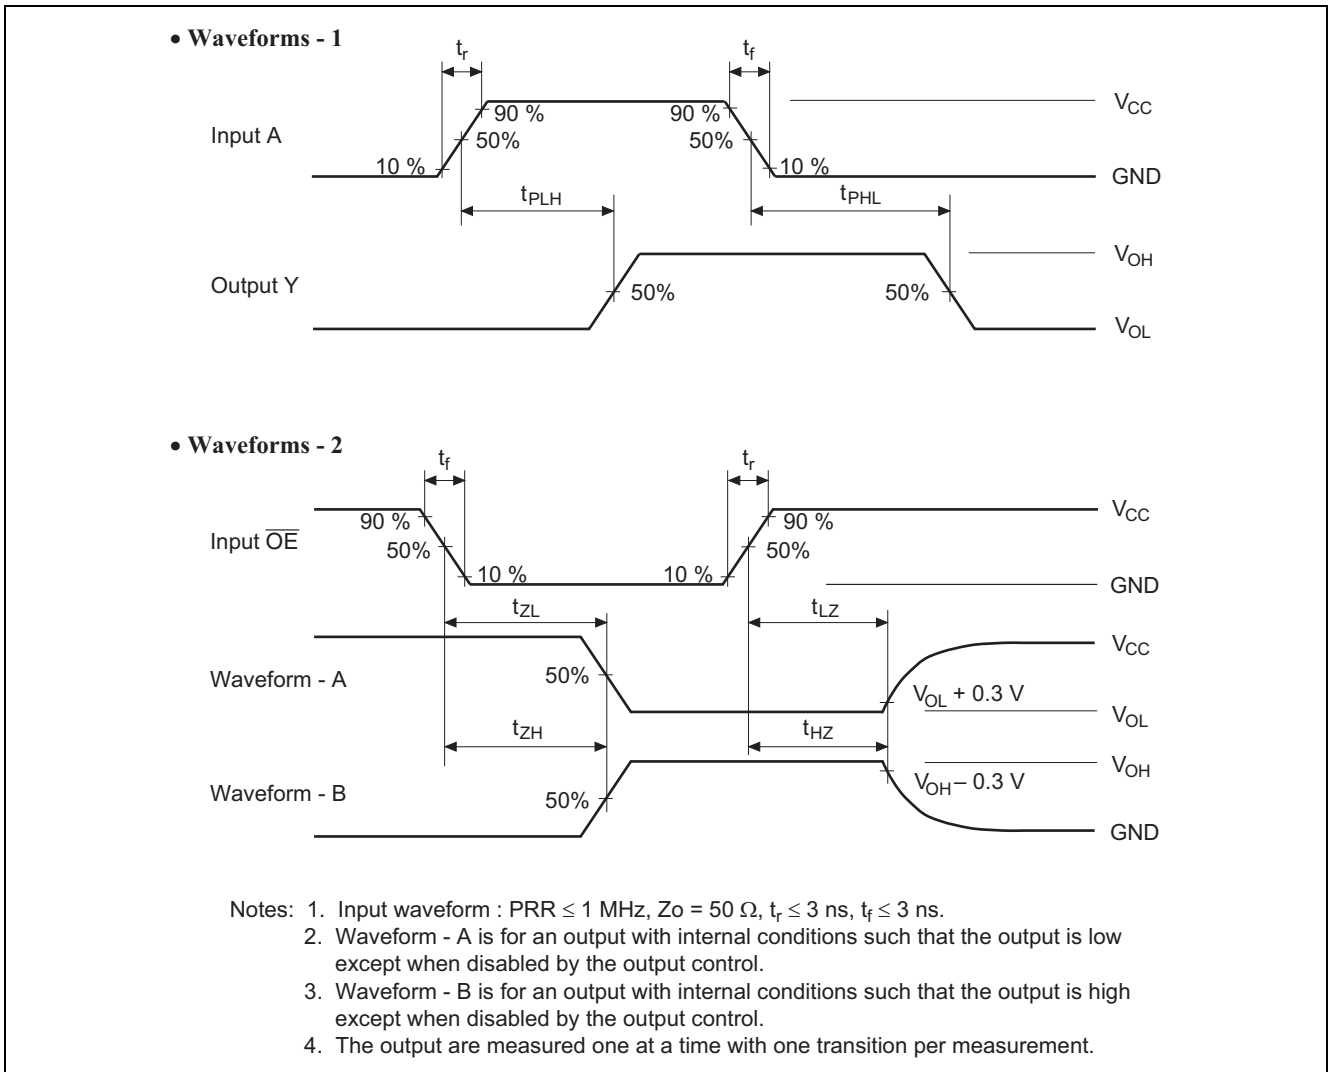 • Waveforms - 1
tr
tf
90 %
90 %
VCC
Input A
50%
50%
10 %
10 %
GND
tPLH
tPHL
VOH
Output Y
50%
50%
VOL
• Waveforms - 2
tf
tr
VCC
90 %
90 %
Input O̅E̅
50%
50%
10 %
10 %
GND
tZL
tLZ
VCC
Waveform - A
50%
VOL + 0.3 V
VOL
tZH
tHZ
VOH
Waveform - B
50%
VOH – 0.3 V
GND
Notes: 1. Input waveform : PRR ≤ 1 MHz, Zo = 50 Ω, tr ≤ 3 ns, tf ≤ 3 ns.
2. Waveform - A is for an output with internal conditions such that the output is low
except when disabled by the output control.
3. Waveform - B is for an output with internal conditions such that the output is high
except when disabled by the output control.
4. The output are measured one at a time with one transition per measurement.